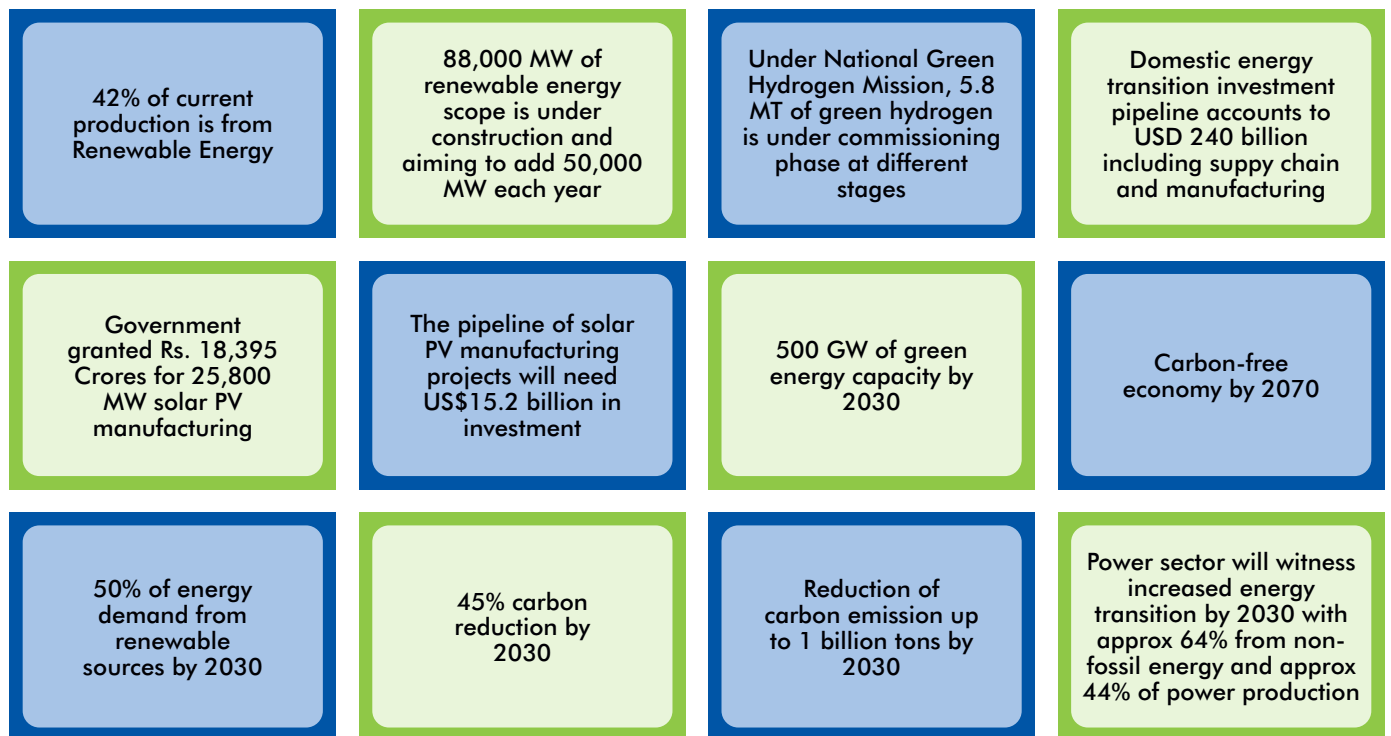 42% of current
production is from
Renewable Energy
88,000 MW of
renewable energy
scope is under
construction and
aiming to add 50,000
MW each year
Under National Green
Hydrogen Mission, 5.8
MT of green hydrogen
is under commissioning
phase at different
stages
Domestic energy
transition investment
pipeline accounts to
USD 240 billion
including suppy chain
and manufacturing
Government
granted Rs. 18,395
Crores for 25,800
MW solar PV
manufacturing
The pipeline of solar
PV manufacturing
projects will need
US$15.2 billion in
investment
500 GW of green
energy capacity by
2030
Carbon-free
economy by 2070
50% of energy
demand from
renewable
sources by 2030
45% carbon
reduction by
2030
Reduction of
carbon emission up
to 1 billion tons by
2030
Power sector will witness
increased energy
transition by 2030 with
approx 64% from non-
fossil energy and approx
44% of power production